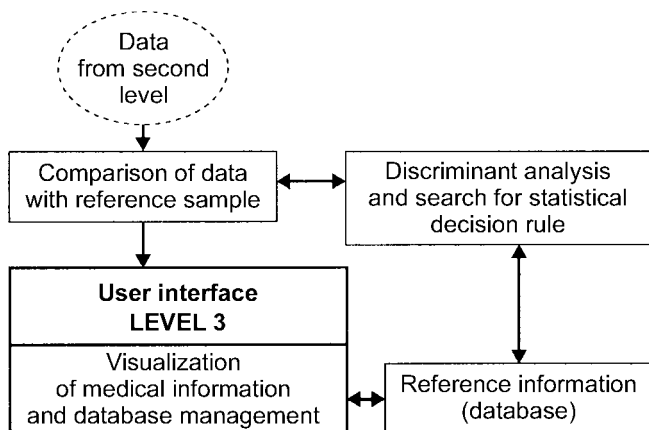 Data
from second
level
Comparison of data
with reference sample
Discriminant analysis
and search for statistical
decision rule
User interface
LEVEL 3
Visualization
of medical information
and database management
Reference information
(database)